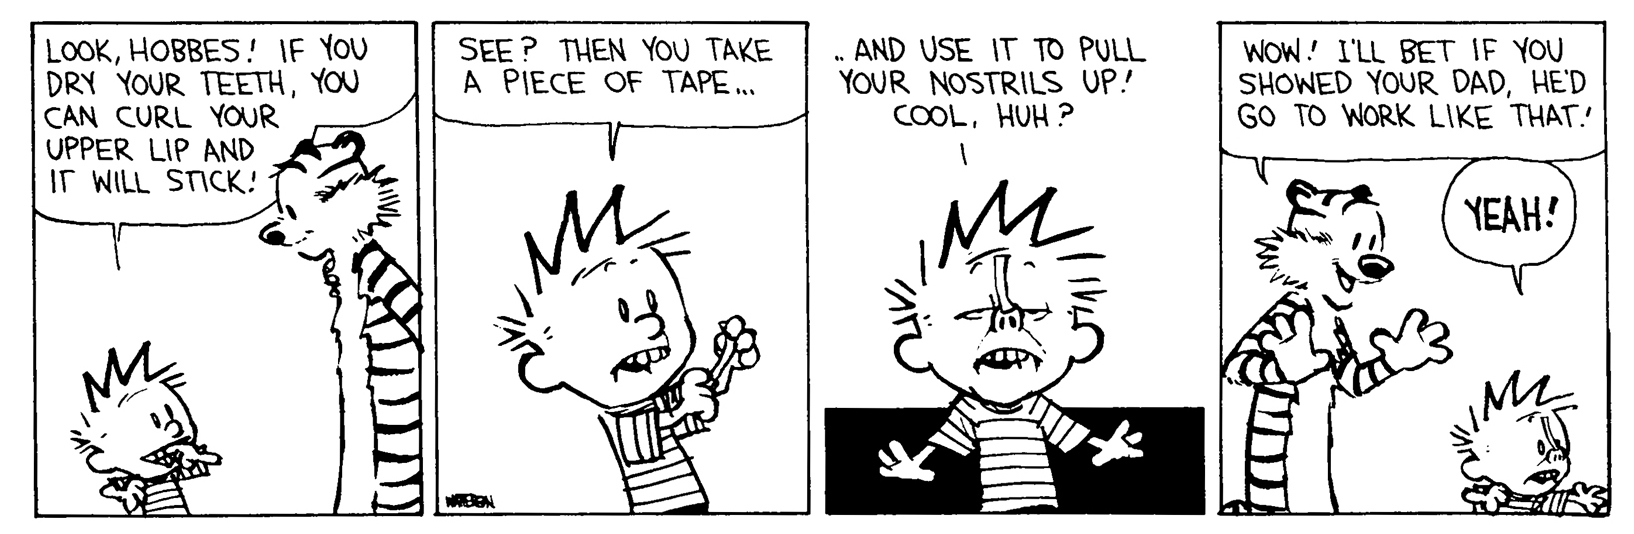 LOOK, HOBBES! IF YOU
DRY YOUR TEETH, YOU
CAN CURL YOUR
UPPER LIP AND
IT WILL STICK!
SEE? THEN YOU TAKE
A PIECE OF TAPE...
WATTERSON
..AND USE IT TO PULL
YOUR NOSTRILS UP!
COOL, HUH?
WOW! I'LL BET IF YOU
SHOWED YOUR DAD, HE'D
GO TO WORK LIKE THAT!
YEAH!